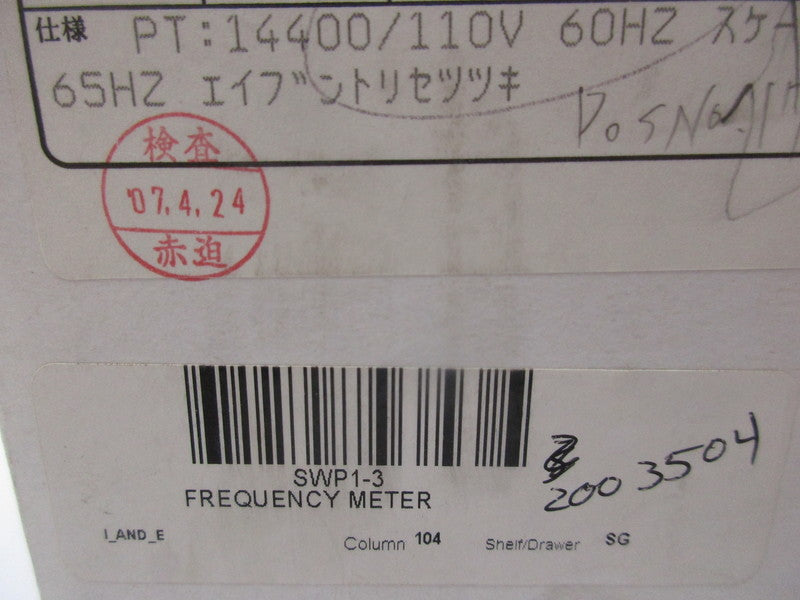 仕様 PT:14400/110V 60HZ スケー
65HZ エイブントリセツツキ
PosNo.
検査
'07.4.24
赤迫
SWP1-3
FREQUENCY METER
2003504
I_AND_E
Column 104 Shelf/Drawer SG